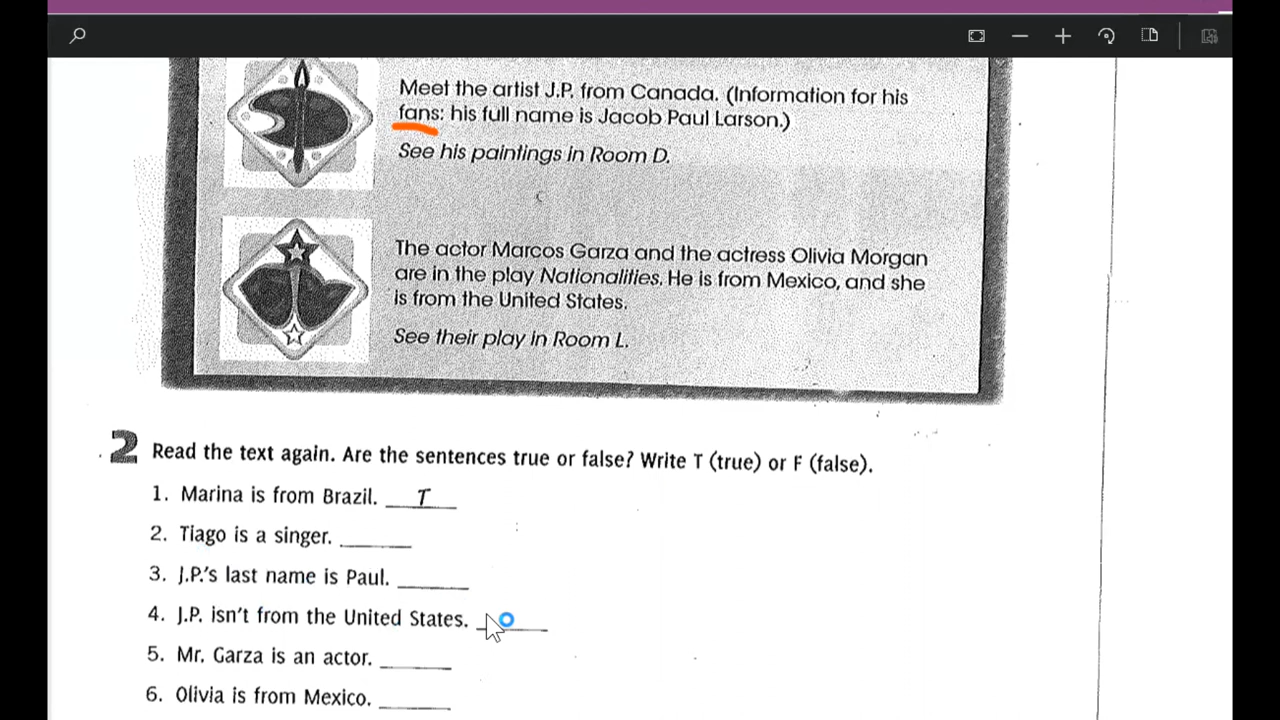 Meet the artist J.P. from Canada. (Information for his
fans: his full name is Jacob Paul Larson.)
See his paintings in Room D.
The actor Marcos Garza and the actress Olivia Morgan
are in the play Nationalities. He is from Mexico, and she
is from the United States.
See their play in Room L.
2 Read the text again. Are the sentences true or false? Write T (true) or F (false).
1. Marina is from Brazil. T
2. Tiago is a singer.
3. J.P.'s last name is Paul.
4. J.P. isn't from the United States.
5. Mr. Garza is an actor.
6. Olivia is from Mexico.